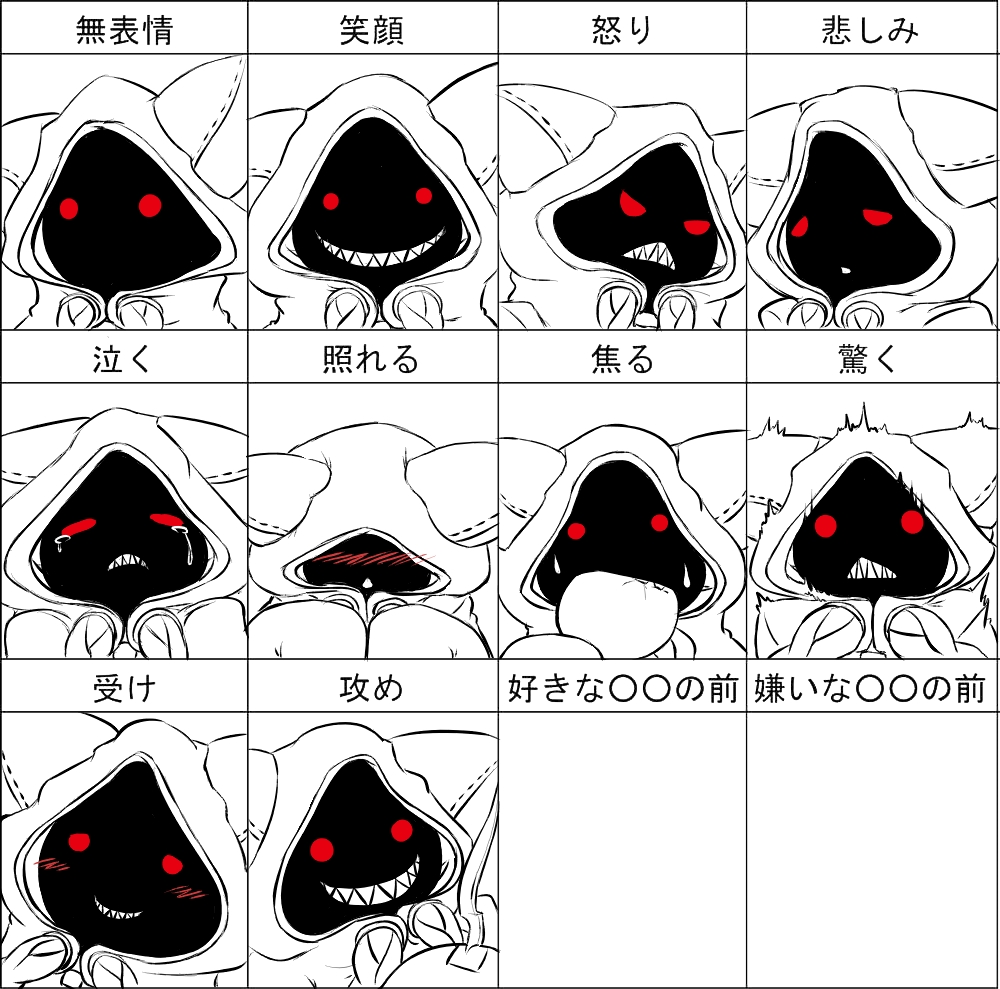 無表情
笑顔
怒り
悲しみ
泣く
照れる
焦る
驚く
受け
攻め
好きな〇〇の前
嫌いな〇〇の前